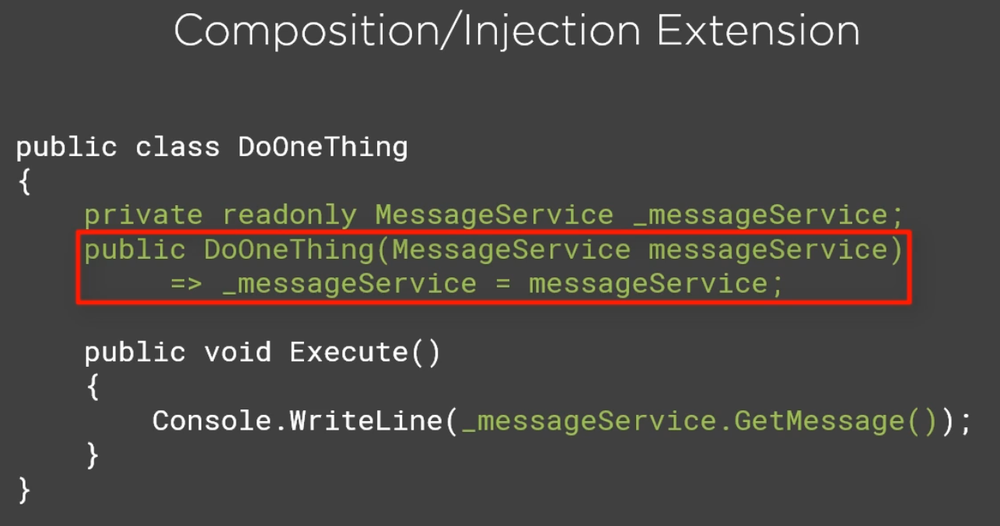 Composition/Injection Extension
public class DoOneThing
{
    private readonly MessageService _messageService;
    public DoOneThing(MessageService messageService)
         => _messageService = messageService;
    public void Execute()
    {
        Console.WriteLine(_messageService.GetMessage());
    }
}